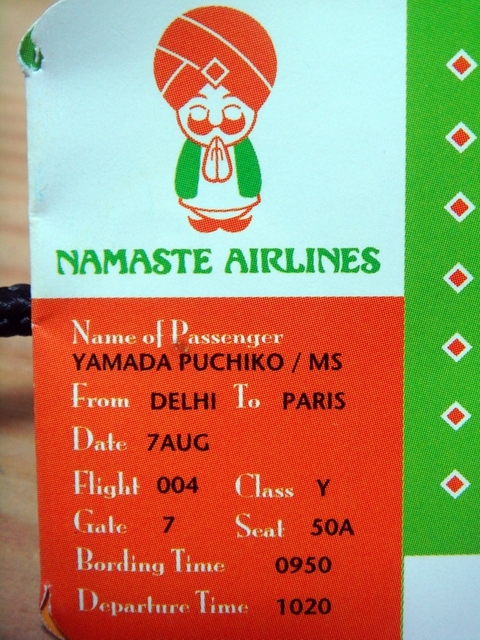 NAMASTE AIRLINES
Name of Passenger
YAMADA PUCHIKO / MS
From DELHI To PARIS
Date 7AUG
Flight 004 Class Y
Gate 7 Seat 50A
Bording Time 0950
Departure Time 1020